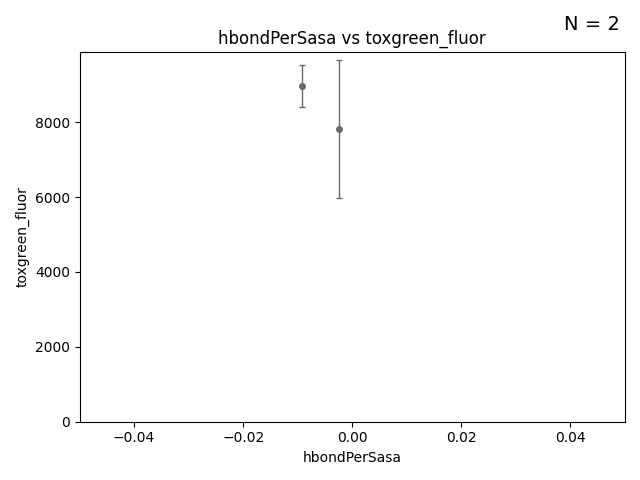 N = 2
hbondPerSasa vs toxgreen_fluor
toxgreen_fluor
8000
6000
4000
2000
0
−0.04
−0.02
0.00
0.02
0.04
hbondPerSasa